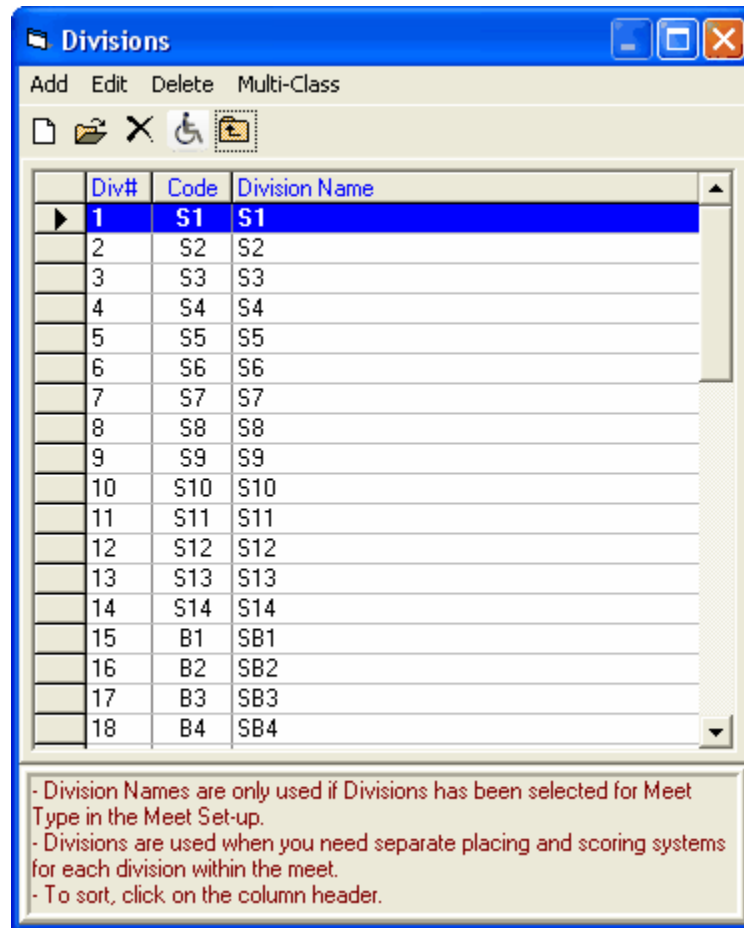 Divisions
Add Edit Delete Multi-Class
Div# Code Division Name
1 S1 S1
2 S2 S2
3 S3 S3
4 S4 S4
5 S5 S5
6 S6 S6
7 S7 S7
8 S8 S8
9 S9 S9
10 S10 S10
11 S11 S11
12 S12 S12
13 S13 S13
14 S14 S14
15 B1 SB1
16 B2 SB2
17 B3 SB3
18 B4 SB4
- Division Names are only used if Divisions has been selected for Meet
Type in the Meet Set-up.
- Divisions are used when you need separate placing and scoring systems
for each division within the meet.
- To sort, click on the column header.